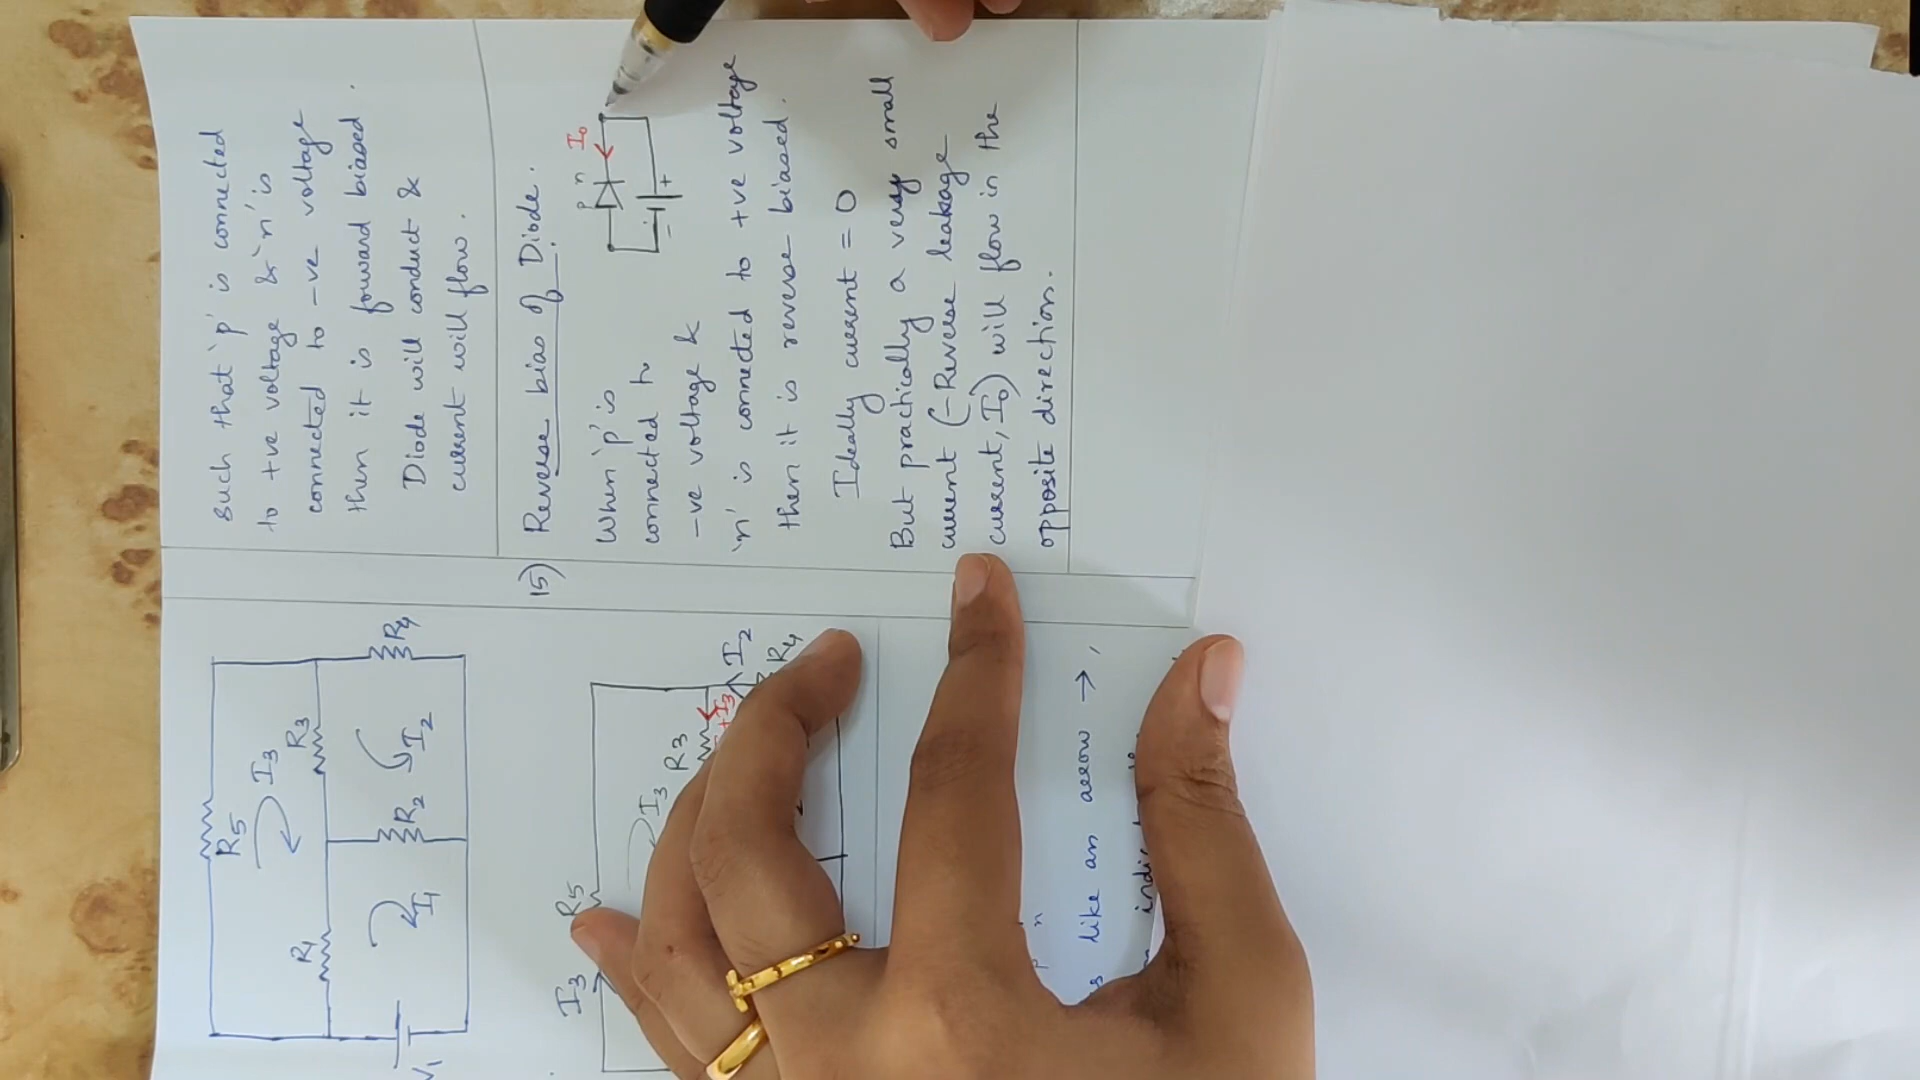 Such that 'p' is connected
to +ve voltage & 'n' is
connected to -ve voltage
then it is forward biased.
Diode will conduct &
current will flow.
15) Reverse bias of Diode.
When 'p' is
connected to
-ve voltage &
'n' is connected to +ve voltage
then it is reverse biased.
Ideally current = 0
But practically a very small
current (-Reverse leakage
current, I0) will flow in the
opposite direction.
p n I0
- +
R5
I3
R1 R3
I1 R2 I2 R4
V1
I3 R5
I3 R3 +I3 I2
R4
p n
like an arrow →,